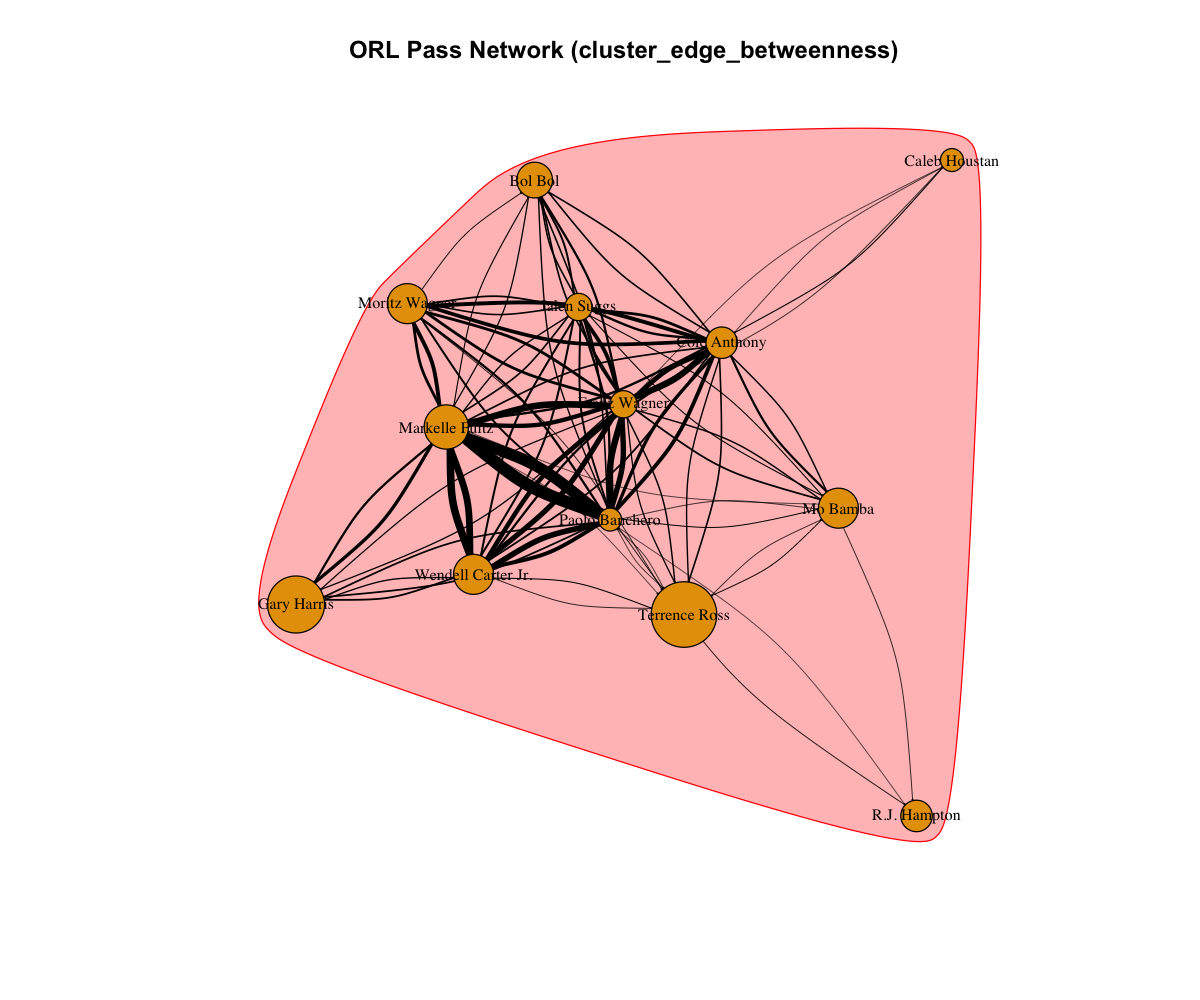 ORL Pass Network (cluster_edge_betweenness)
Caleb Houstan
Bol Bol
Moritz Wagner
Jalen Suggs
Cole Anthony
Franz Wagner
Markelle Fultz
Mo Bamba
Paolo Banchero
Wendell Carter Jr.
Gary Harris
Terrence Ross
R.J. Hampton